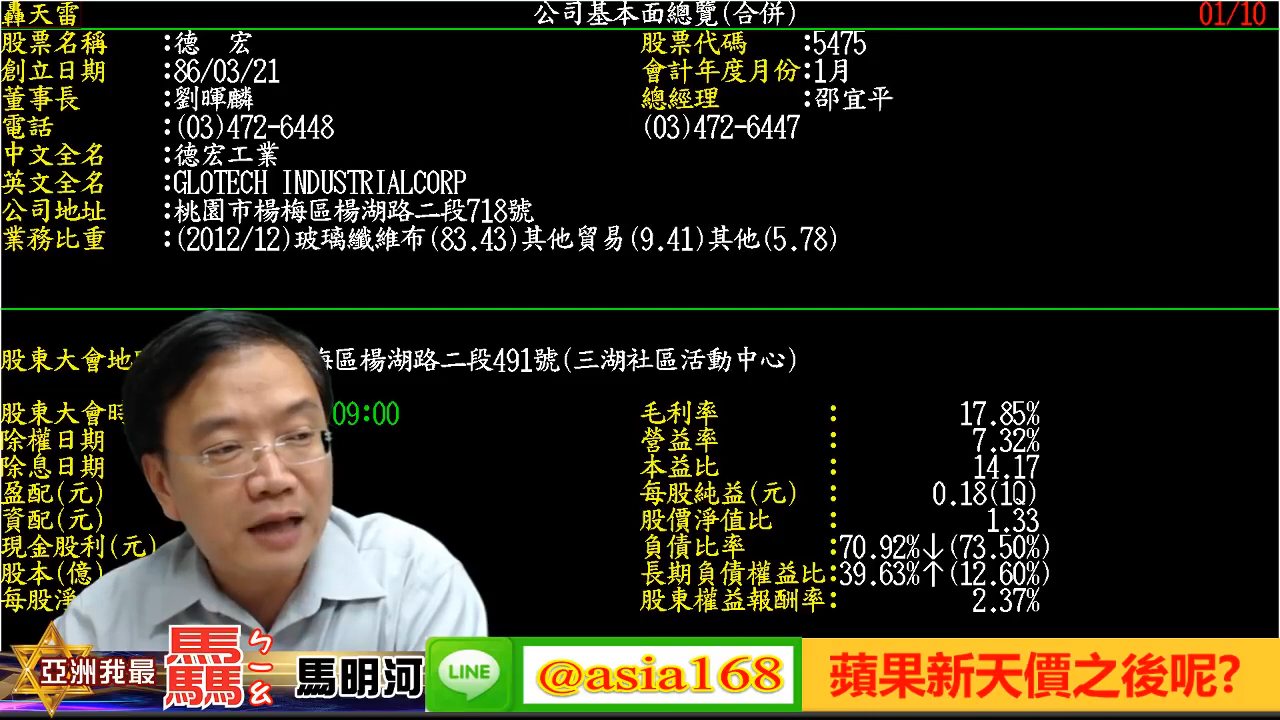 轟天雷 公司基本面總覽(合併) 01/10
股票名稱 :德 宏 股票代碼 :5475
創立日期 :86/03/21 會計年度月份:1月
董事長 :劉暉麟 總經理 :邵宜平
電話 :(03)472-6448 (03)472-6447
中文全名 :德宏工業
英文全名 :GLOTECH INDUSTRIALCORP
公司地址 :桃園市楊梅區楊湖路二段718號
業務比重 :(2012/12)玻璃纖維布(83.43)其他貿易(9.41)其他(5.78)
股東大會地 區楊湖路二段491號(三湖社區活動中心)
股東大會時 09:00 毛利率 : 17.85%
除權日期 營益率 : 7.32%
除息日期 本益比 : 14.17
盈配(元) 每股純益(元) : 0.18(1Q)
資配(元) 股價淨值比 : 1.33
現金股利(元) 負債比率 :70.92%↓(73.50%)
股本(億) 長期負債權益比:39.63%↑(12.60%)
每股淨 股東權益報酬率: 2.37%
亞洲我最 驫 ㄅㄧㄠ 馬明河 LINE @asia168 蘋果新天價之後呢?